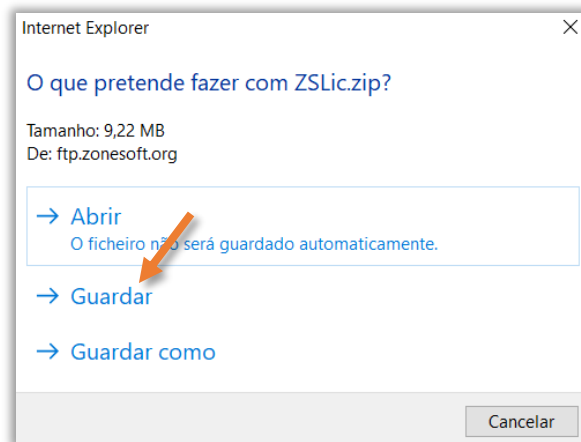 Internet Explorer
O que pretende fazer com ZSLic.zip?
Tamanho: 9,22 MB
De: ftp.zonesoft.org
Abrir
O ficheiro não será guardado automaticamente.
Guardar
Guardar como
Cancelar